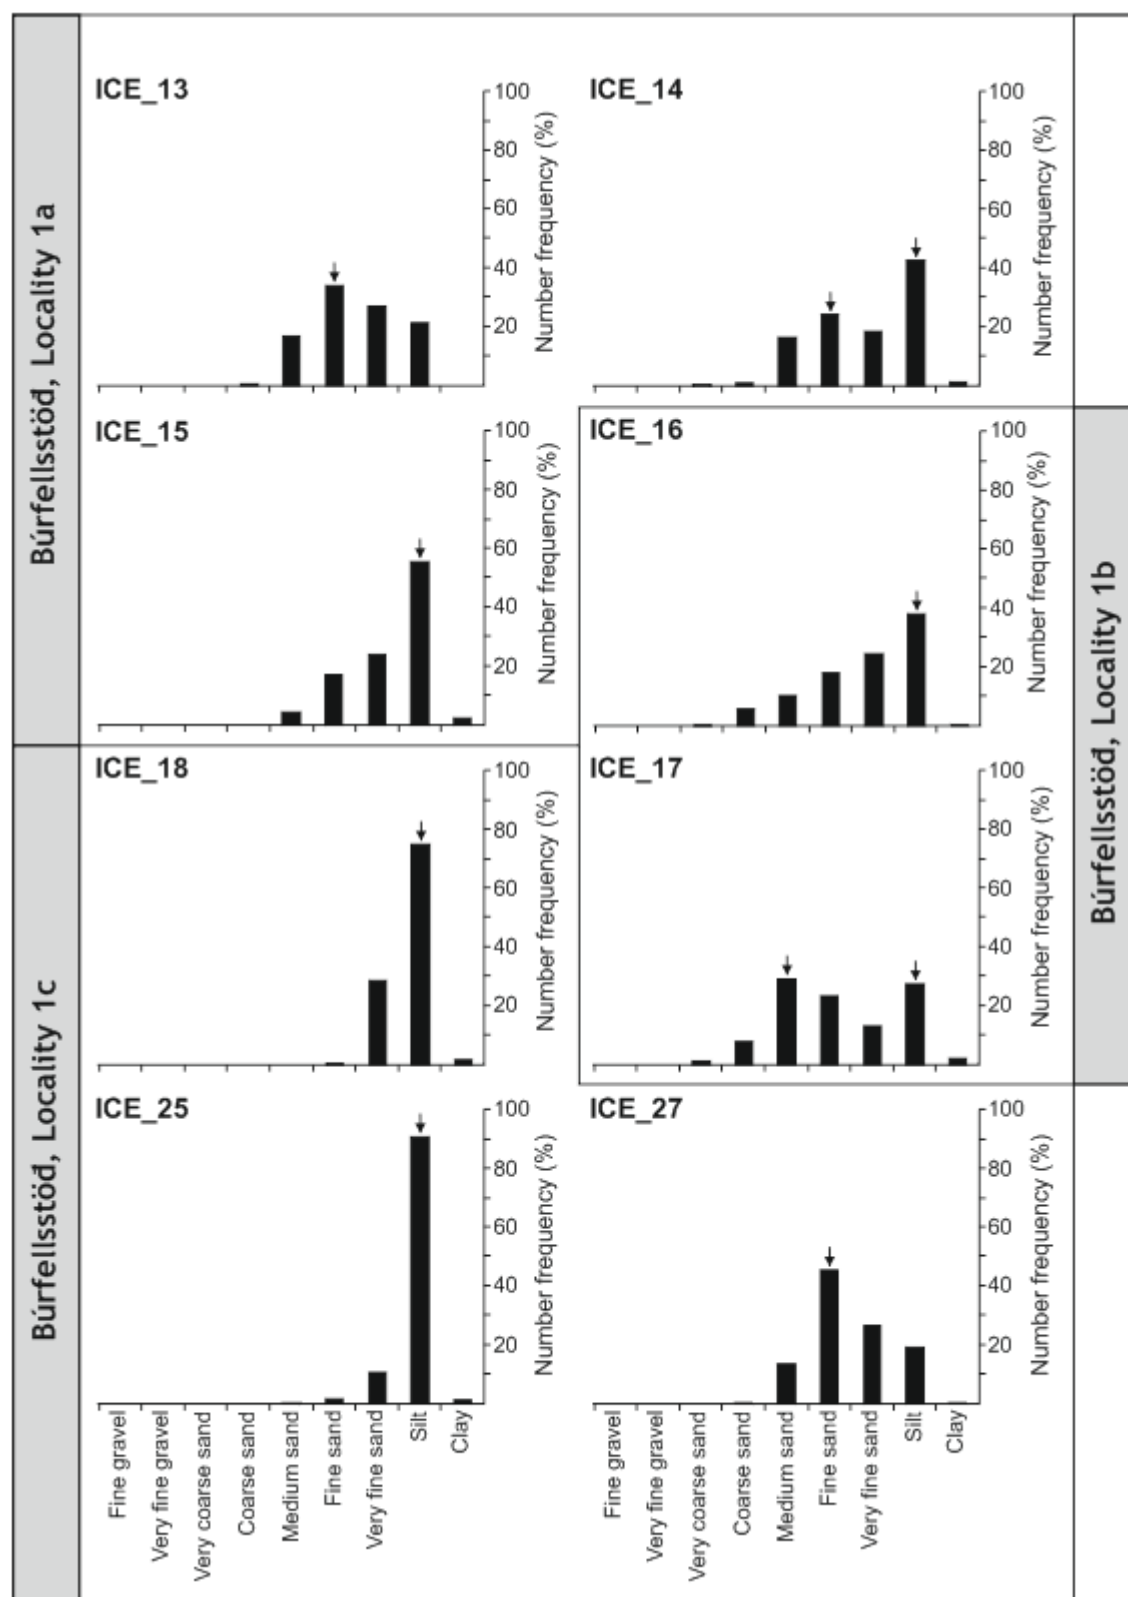 Búrfellsstöd, Locality 1a
ICE_13
100
80
60
40
20
Number frequency (%)
ICE_14
100
80
60
40
20
Number frequency (%)
ICE_15
100
80
60
40
20
Number frequency (%)
ICE_16
100
80
60
40
20
Number frequency (%)
Búrfellsstöd, Locality 1b
Búrfellsstöd, Locality 1c
ICE_18
100
80
60
40
20
Number frequency (%)
ICE_17
100
80
60
40
20
Number frequency (%)
ICE_25
100
80
60
40
20
Number frequency (%)
ICE_27
100
80
60
40
20
Number frequency (%)
Fine gravel
Very fine gravel
Very coarse sand
Coarse sand
Medium sand
Fine sand
Very fine sand
Silt
Clay
Fine gravel
Very fine gravel
Very coarse sand
Coarse sand
Medium sand
Fine sand
Very fine sand
Silt
Clay